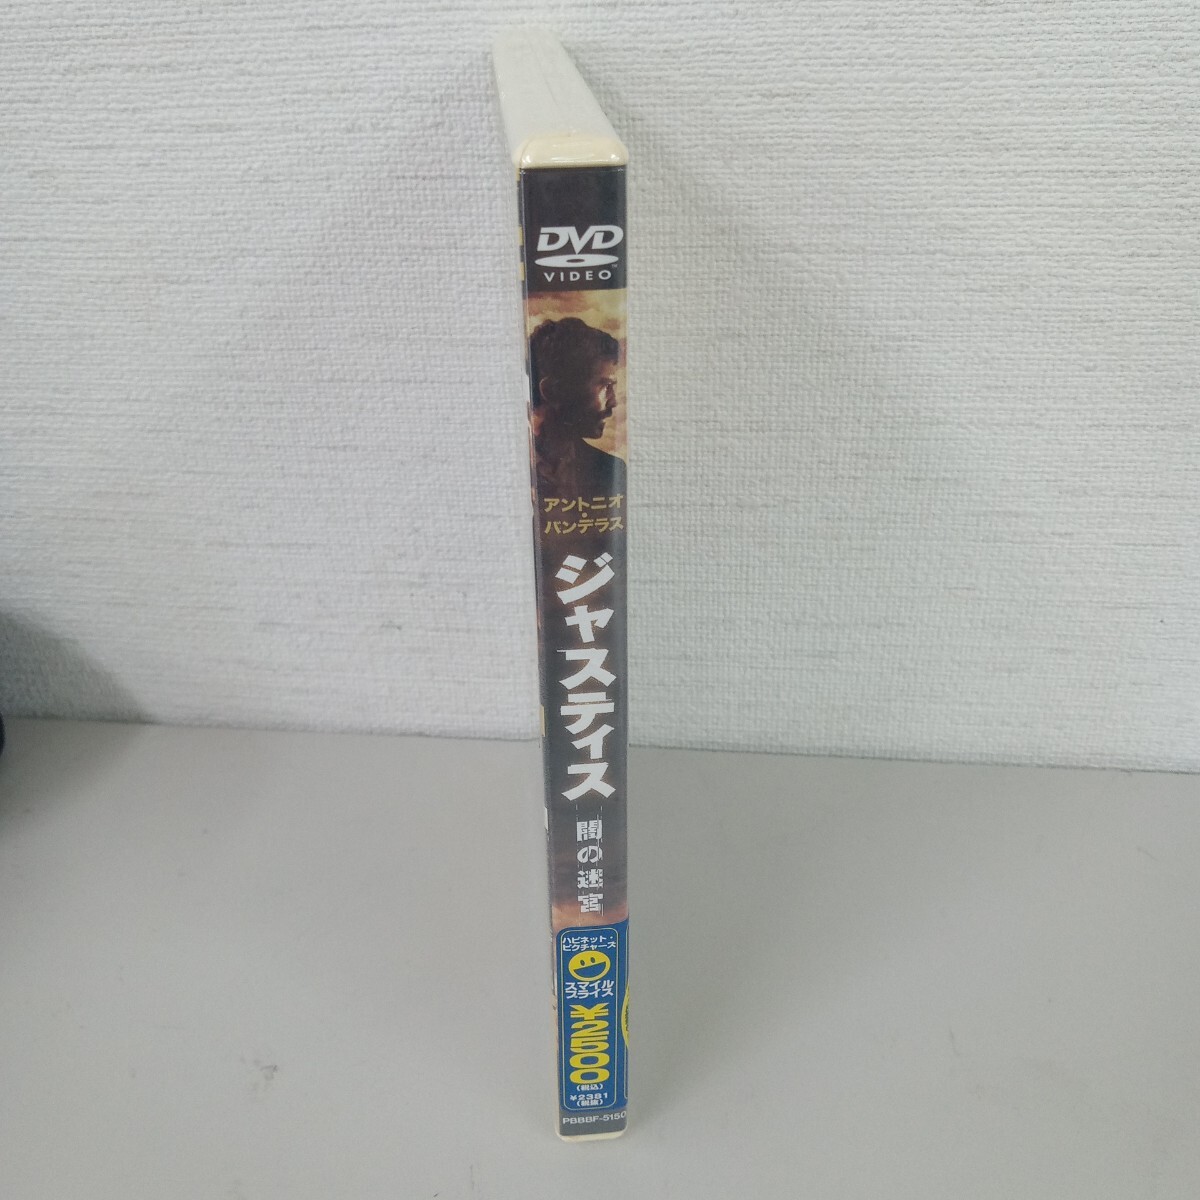 DVD
VIDEO
アントニオ
・
バンデラス
ジャスティス
闇の迷宮
ハピネット・
ピクチャーズ
スマイル
プライス
¥2500
(税込)
¥2381
(税抜)
PBBBF-5150